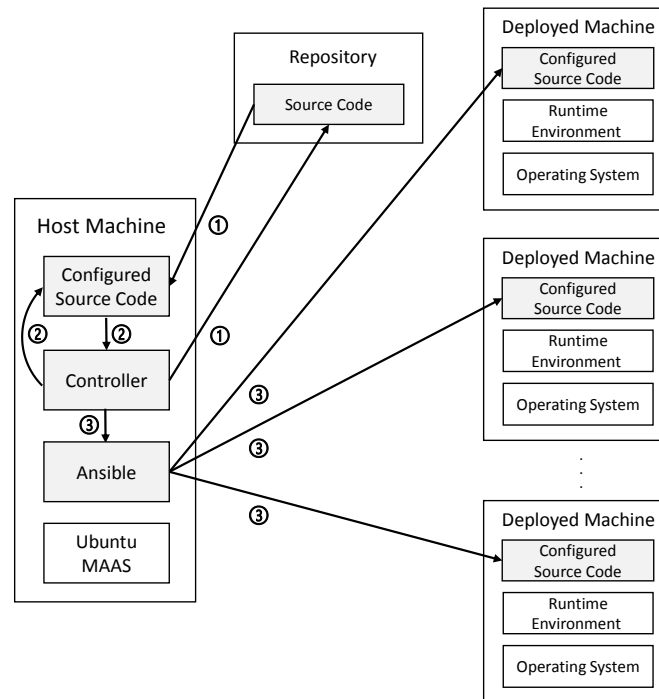 Repository
Source Code
Host Machine
Configured
Source Code
Controller
Ansible
Ubuntu
MAAS
①
①
②
②
③
③
③
③
Deployed Machine
Configured
Source Code
Runtime
Environment
Operating System
Deployed Machine
Configured
Source Code
Runtime
Environment
Operating System
.
.
.
Deployed Machine
Configured
Source Code
Runtime
Environment
Operating System